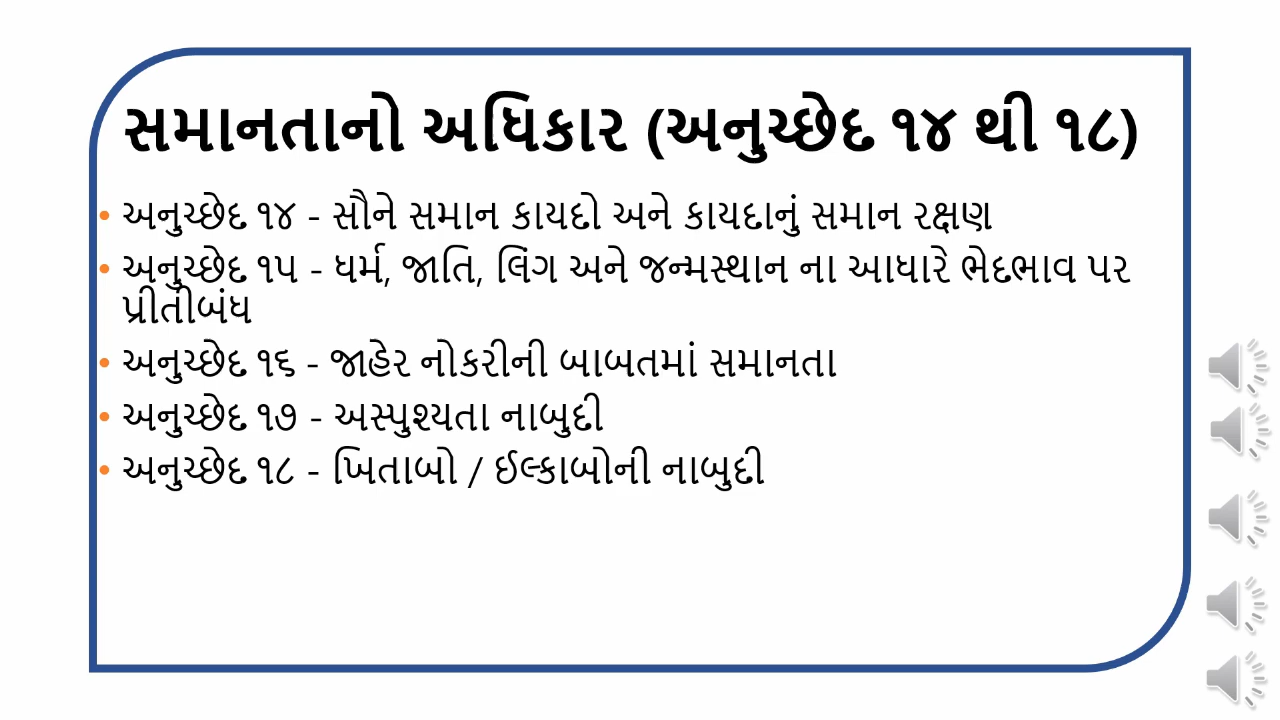 સમાનતાનો અધિકાર (અનુચ્છેદ ૧૪ થી ૧૮)
• અનુચ્છેદ ૧૪ - સૌને સમાન કાયદો અને કાયદાનું સમાન રક્ષણ
• અનુચ્છેદ ૧૫ - ધર્મ, જાતિ, લિંગ અને જન્મસ્થાન ના આધારે ભેદભાવ પર
પ્રીતીબંધ
• અનુચ્છેદ ૧૬ - જાહેર નોકરીની બાબતમાં સમાનતા
• અનુચ્છેદ ૧૭ - અસ્પુશ્યતા નાબુદી
• અનુચ્છેદ ૧૮ - ખિતાબો / ઈલ્કાબોની નાબુદી